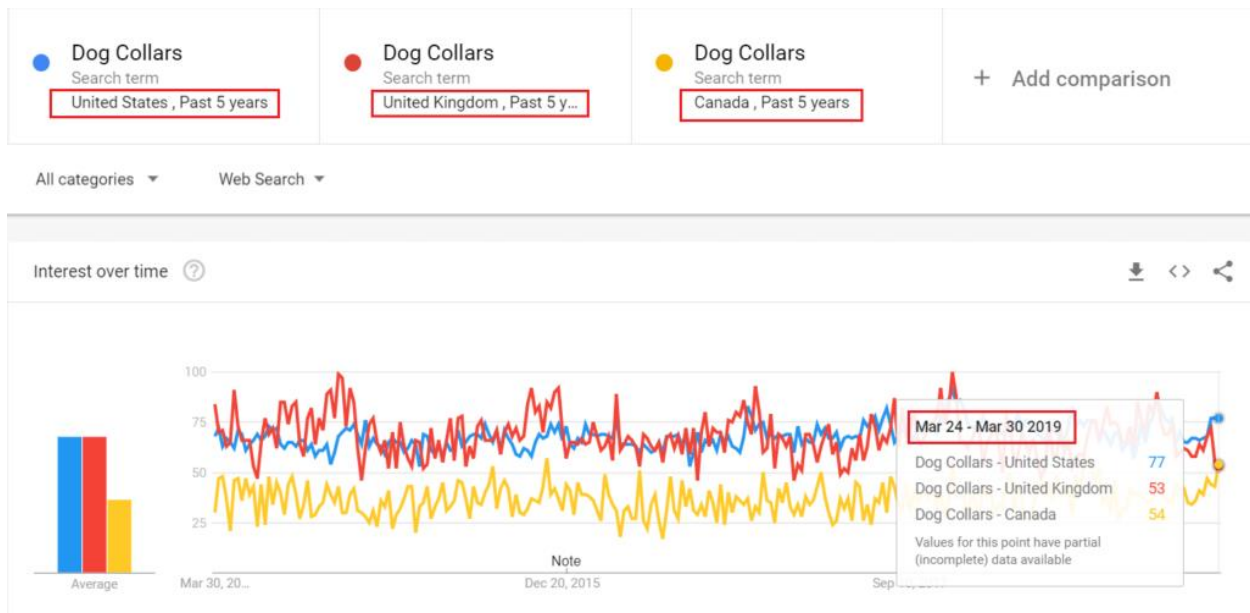 Dog Collars
Search term
United States , Past 5 years
Dog Collars
Search term
United Kingdom , Past 5 y...
Dog Collars
Search term
Canada , Past 5 years
+ Add comparison
All categories
Web Search
Interest over time
100
75
50
25
Average
Mar 30, 20...
Note
Dec 20, 2015
Sep
Mar 24 - Mar 30 2019
Dog Collars - United States 77
Dog Collars - United Kingdom 53
Dog Collars - Canada 54
Values for this point have partial
(incomplete) data available